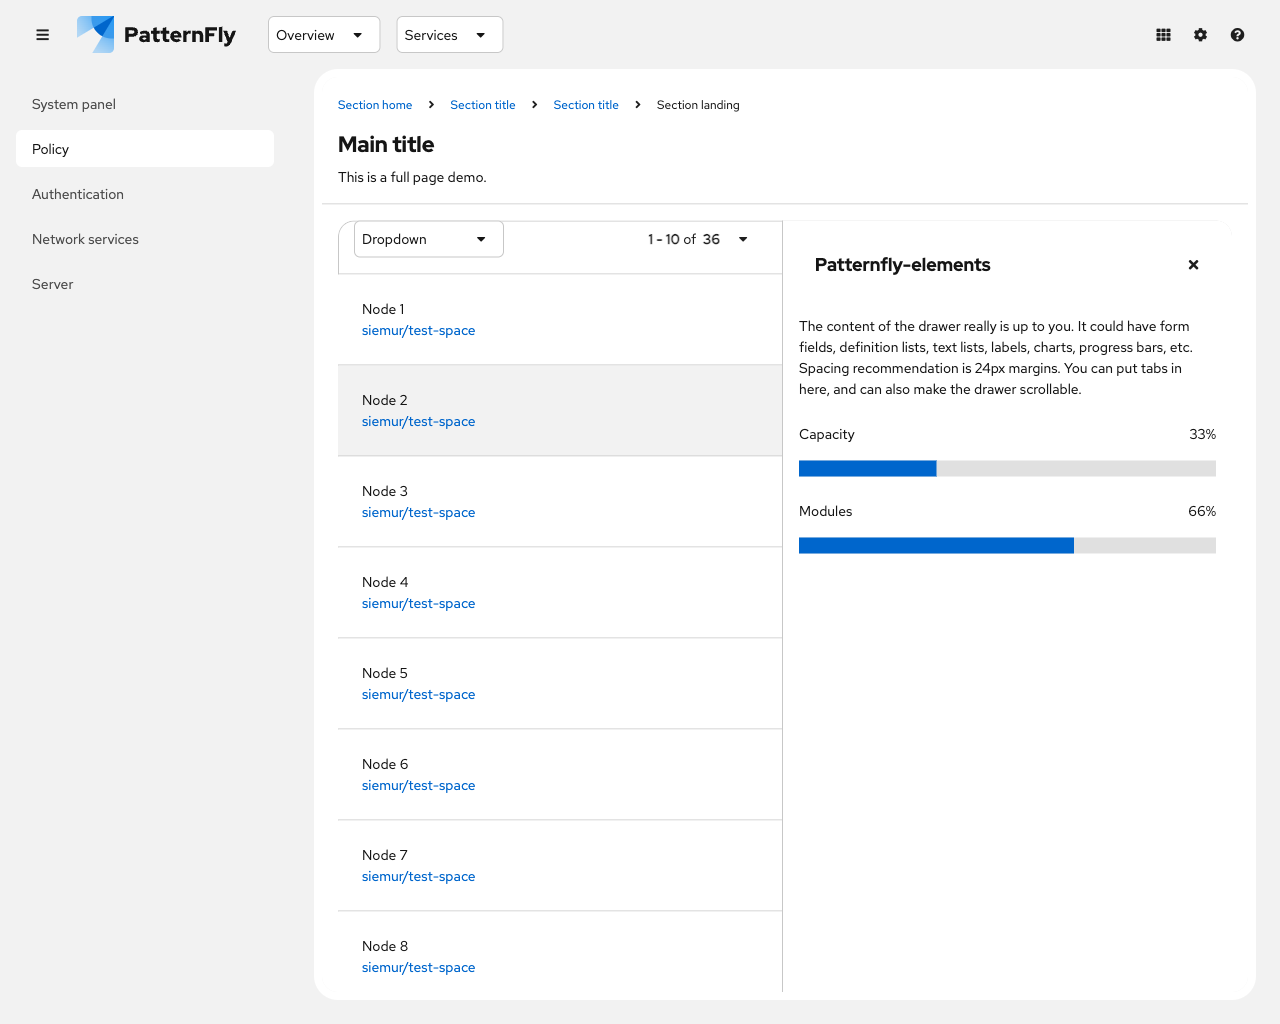 PatternFly
Overview
Services
System panel
Policy
Authentication
Network services
Server
Section home
Section title
Section title
Section landing
Main title
This is a full page demo.
Dropdown
1 - 10 of 36
Node 1
siemur/test-space
Node 2
siemur/test-space
Node 3
siemur/test-space
Node 4
siemur/test-space
Node 5
siemur/test-space
Node 6
siemur/test-space
Node 7
siemur/test-space
Node 8
siemur/test-space
Patternfly-elements
The content of the drawer really is up to you. It could have form
fields, definition lists, text lists, labels, charts, progress bars, etc.
Spacing recommendation is 24px margins. You can put tabs in
here, and can also make the drawer scrollable.
Capacity 33%
Modules 66%